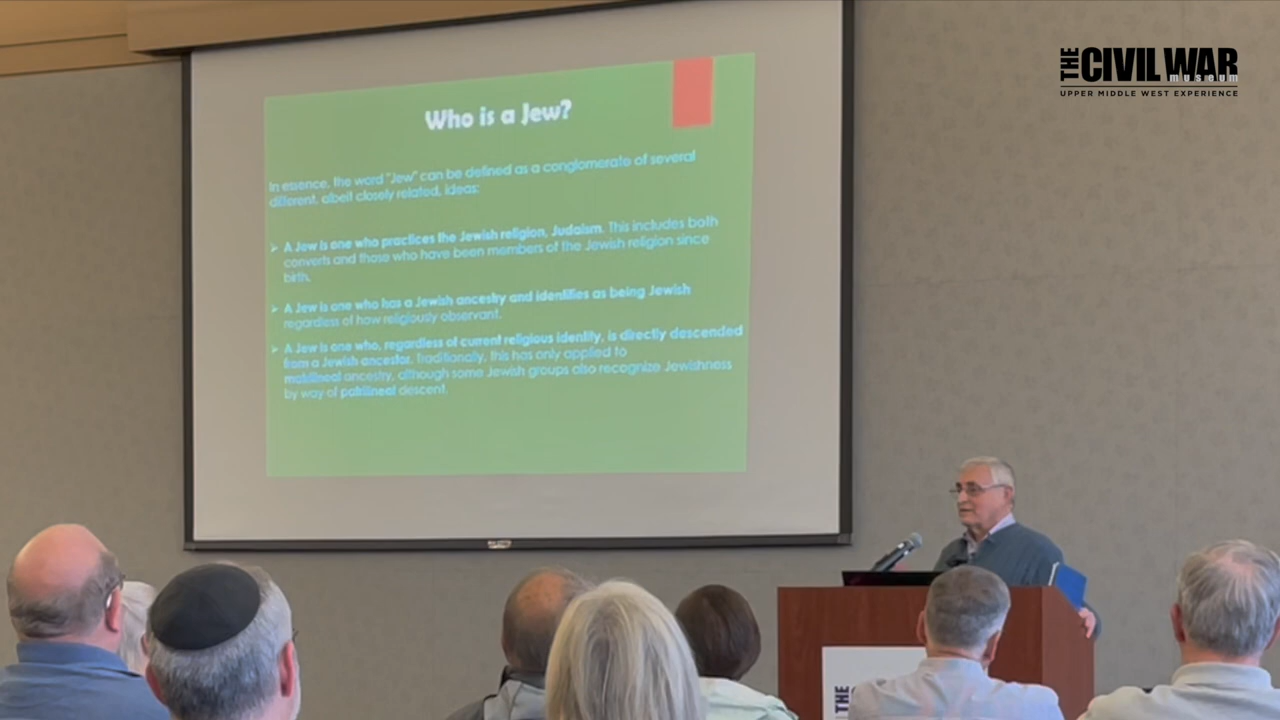 THE CIVIL WAR
museum
UPPER MIDDLE WEST EXPERIENCE
Who is a Jew?
In essence, the word "Jew" can be defined as a conglomerate of several
different, albeit closely related, ideas:
➢ A Jew is one who practices the Jewish religion, Judaism. This includes both
converts and those who have been members of the Jewish religion since
birth.
➢ A Jew is one who has a Jewish ancestry and identifies as being Jewish
regardless of how religiously observant.
➢ A Jew is one who, regardless of current religious identity, is directly descended
from a Jewish ancestor. Traditionally, this has only applied to
matrilineal ancestry, although some Jewish groups also recognize Jewishness
by way of patrilineal descent.
THE